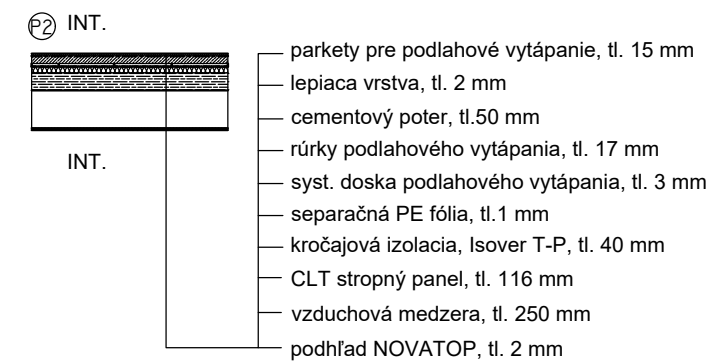 P2 INT.
parkety pre podlahové vytápanie, tl. 15 mm
lepiaca vrstva, tl. 2 mm
cementový poter, tl.50 mm
rúrky podlahového vytápania, tl. 17 mm
syst. doska podlahového vytápania, tl. 3 mm
separačná PE fólia, tl.1 mm
kročajová izolacia, Isover T-P, tl. 40 mm
CLT stropný panel, tl. 116 mm
vzduchová medzera, tl. 250 mm
podhľad NOVATOP, tl. 2 mm
INT.